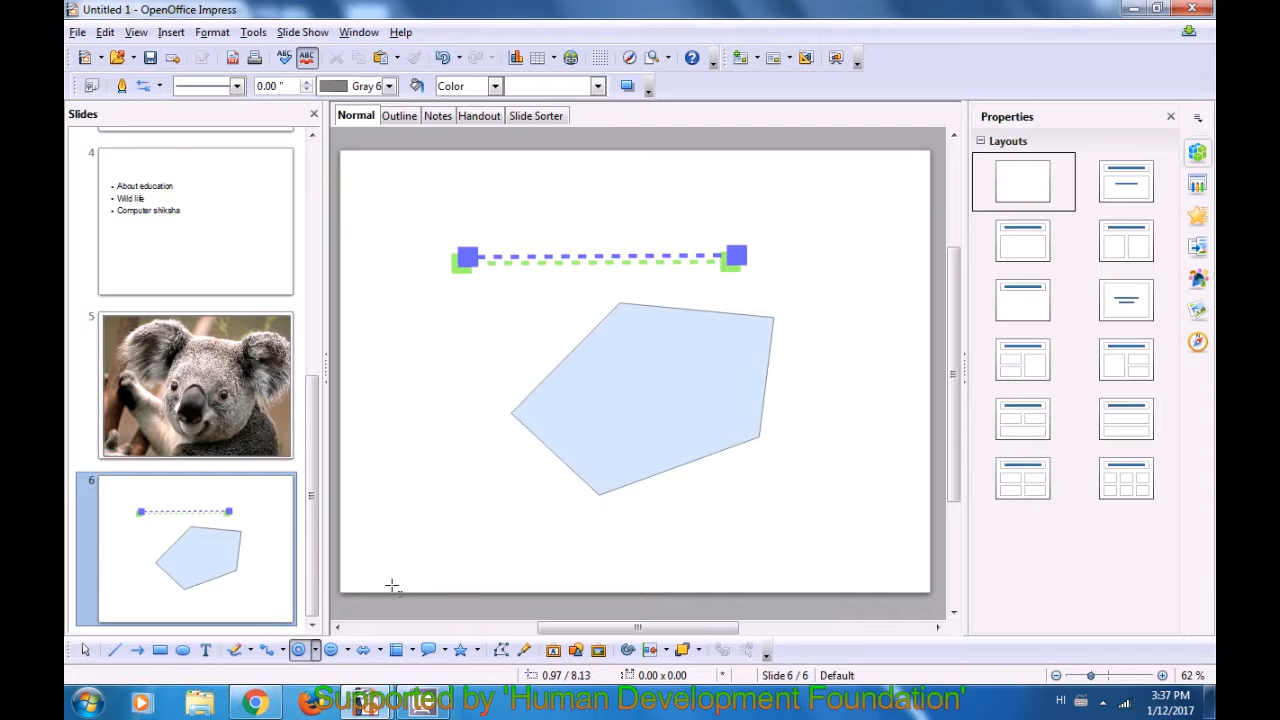 Untitled 1 - OpenOffice Impress
File Edit View Insert Format Tools Slide Show Window Help
ABC ABC
0.00 " Gray 6 Color
Slides
Normal Outline Notes Handout Slide Sorter
Properties
Layouts
4
• About education
• Wild life
• Computer shiksha
5
6
T
0.97 / 8.13 0.00 x 0.00 * Slide 6 / 6 Default 62 %
HI 3:37 PM
1/12/2017
Supported by 'Human Development Foundation'